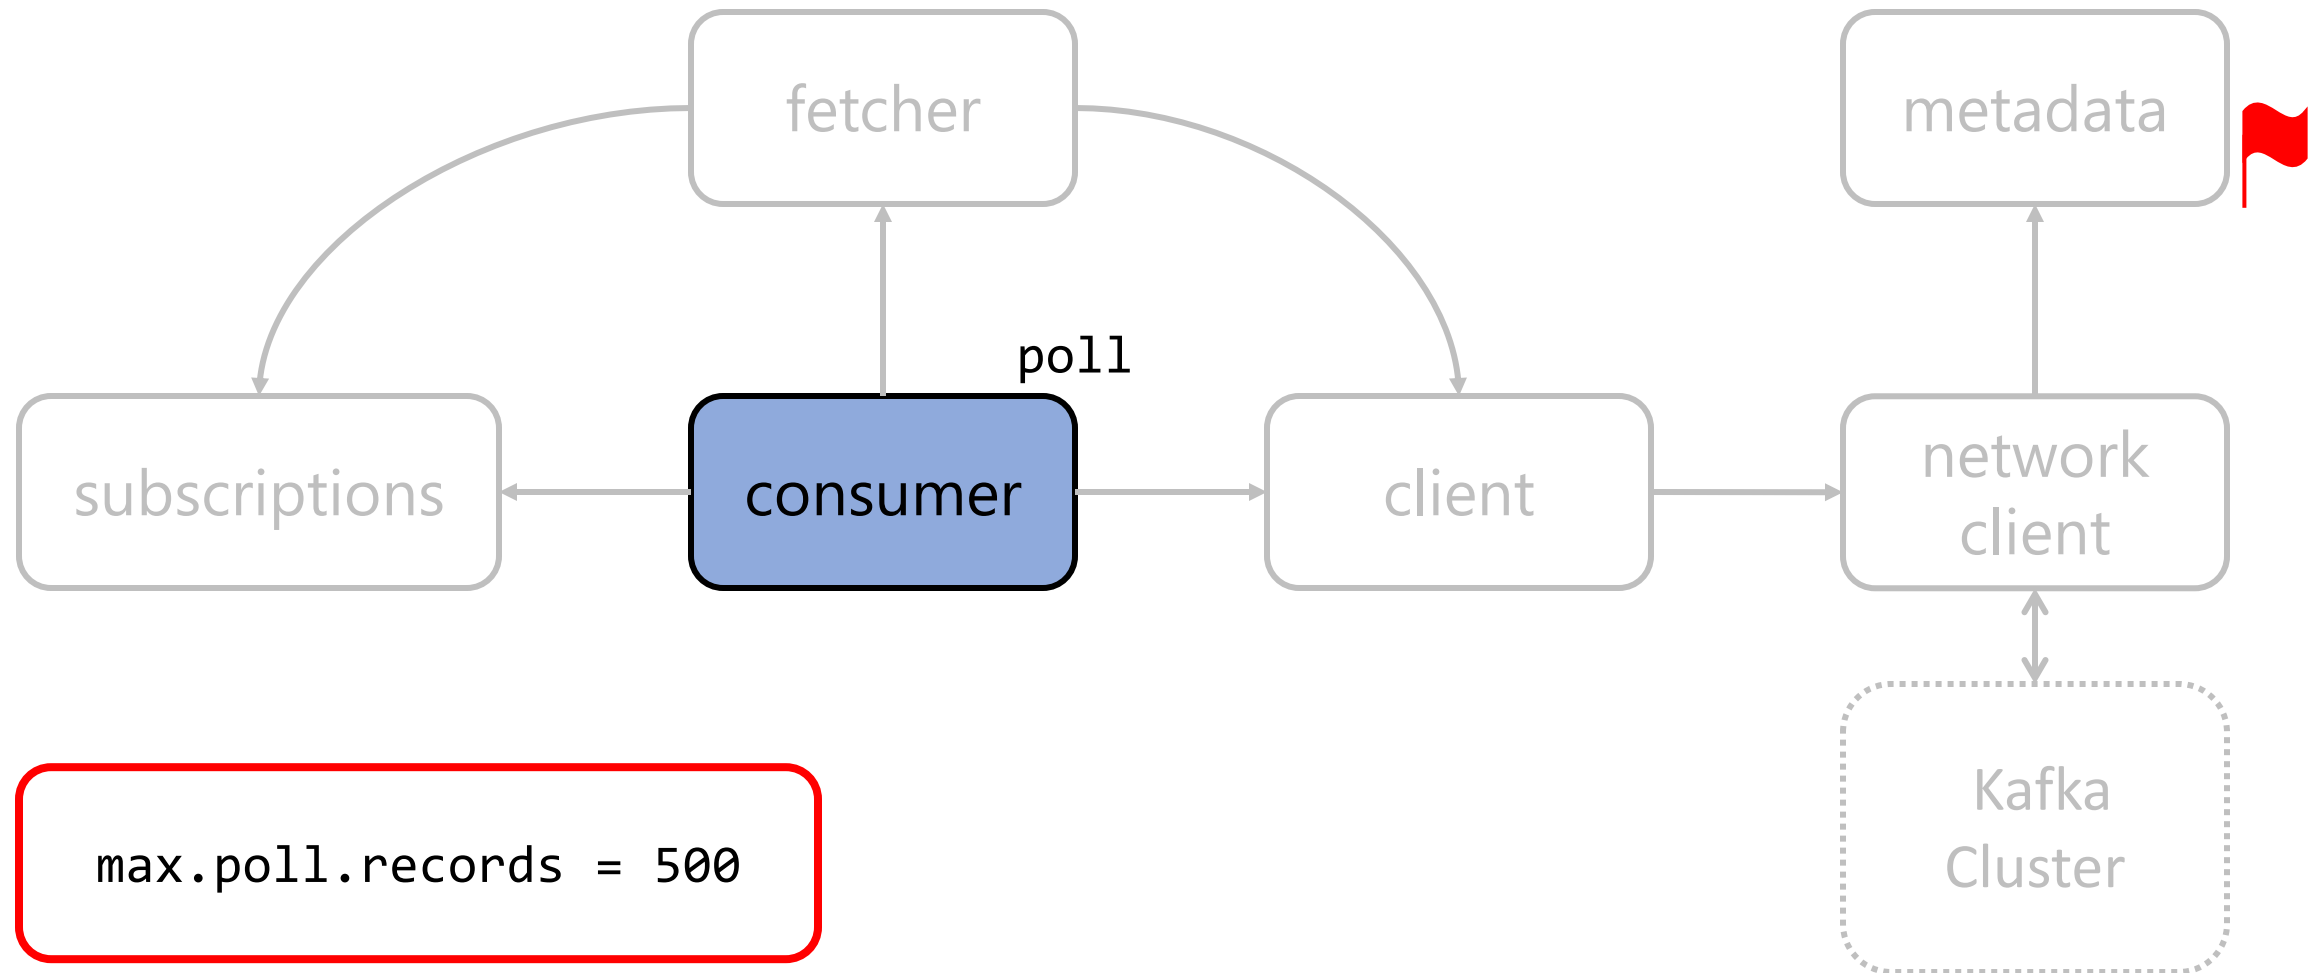 fetcher
metadata
poll
subscriptions
consumer
client
network
client
Kafka
Cluster
max.poll.records = 500